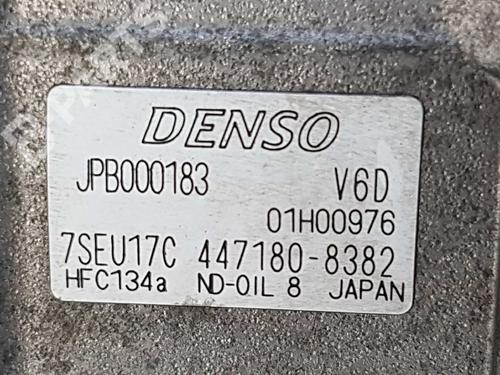 DENSO
JPB000183 V6D
01H00976
7SEU17C 447180-8382
HFC134a ND-OIL 8 JAPAN